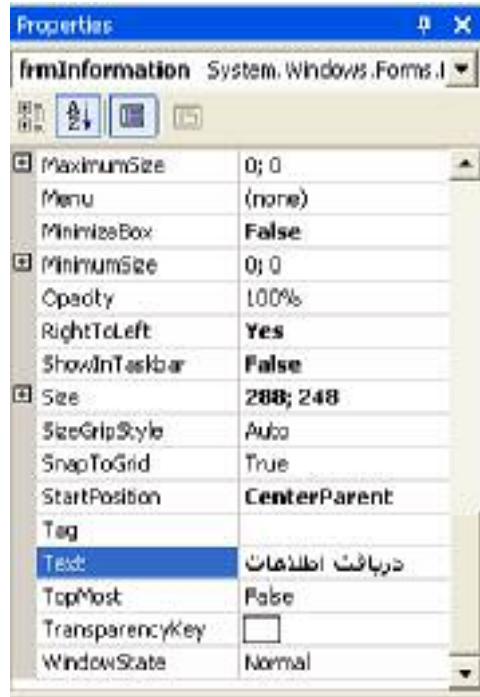 Properties
frmInformation System.Windows.Forms.
MaximumSize 0; 0
Menu (none)
MinimizeBox False
MinimumSize 0; 0
Opacity 100%
RightToLeft Yes
ShowInTaskbar False
Size 288; 248
SizeGripStyle Auto
SnapToGrid True
StartPosition CenterParent
Tag
Text دریافت اطلاعات
TopMost False
TransparencyKey
WindowState Normal